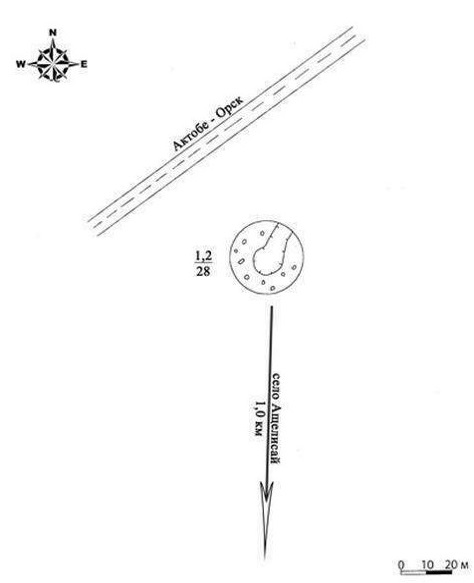 N
W E
Актобе - Орск
1,2
28
село Ащелисай
1,0 км
0 10 20 м